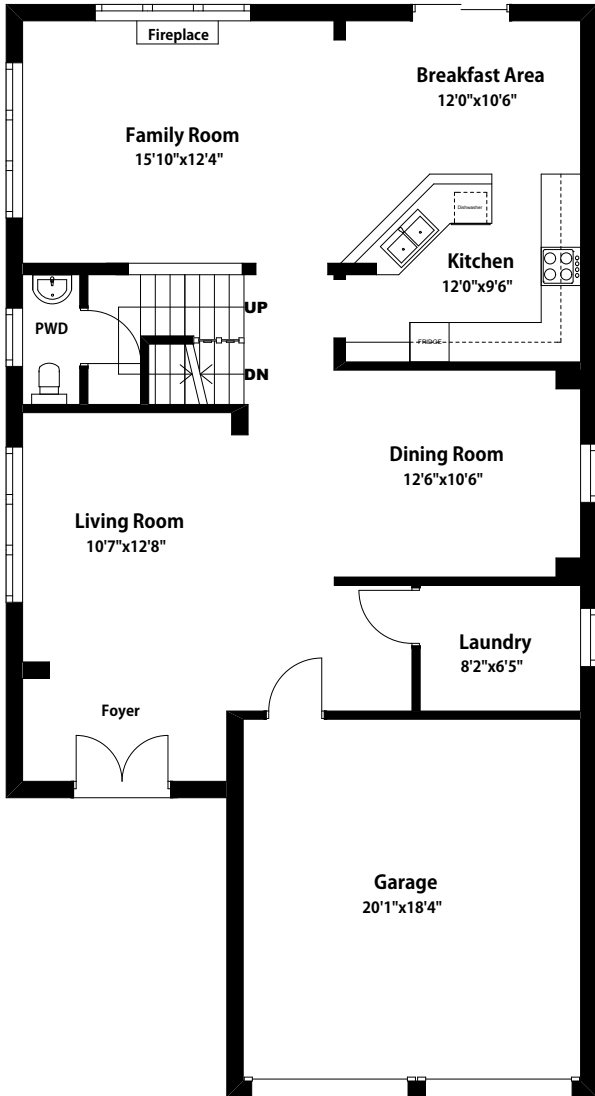 Fireplace
Breakfast Area
12'0"x10'6"
Family Room
15'10"x12'4"
Dishwasher
Kitchen
12'0"x9'6"
UP
PWD
FRIDGE
DN
Dining Room
12'6"x10'6"
Living Room
10'7"x12'8"
Laundry
8'2"x6'5"
Foyer
Garage
20'1"x18'4"